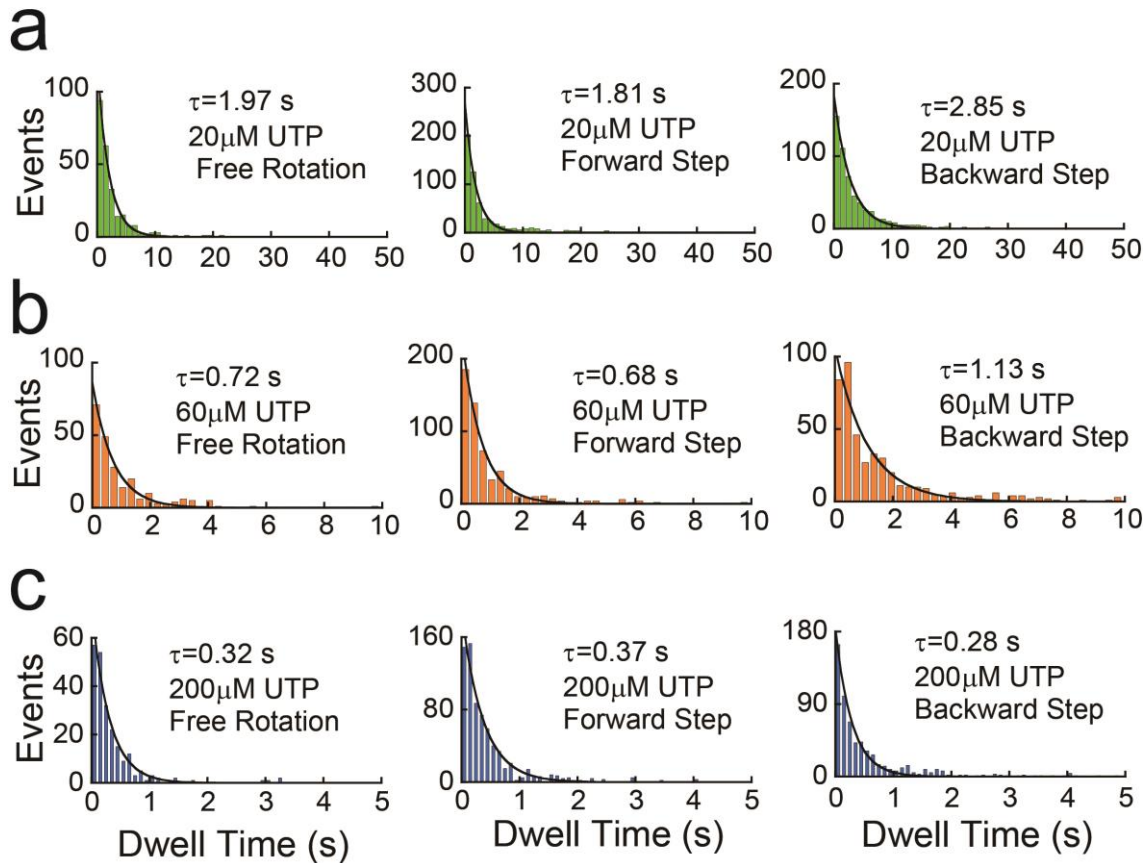 a
100
50
0
Events
τ=1.97 s
20μM UTP
Free Rotation
0 10 20 30 40 50
300
200
100
0
τ=1.81 s
20μM UTP
Forward Step
0 10 20 30 40 50
200
100
0
τ=2.85 s
20μM UTP
Backward Step
0 10 20 30 40 50
b
100
50
0
Events
τ=0.72 s
60μM UTP
Free Rotation
0 2 4 6 8 10
200
100
0
τ=0.68 s
60μM UTP
Forward Step
0 2 4 6 8 10
100
50
0
τ=1.13 s
60μM UTP
Backward Step
0 2 4 6 8 10
c
60
40
20
0
Events
τ=0.32 s
200μM UTP
Free Rotation
0 1 2 3 4 5
Dwell Time (s)
160
80
0
τ=0.37 s
200μM UTP
Forward Step
0 1 2 3 4 5
Dwell Time (s)
180
90
0
τ=0.28 s
200μM UTP
Backward Step
0 1 2 3 4 5
Dwell Time (s)